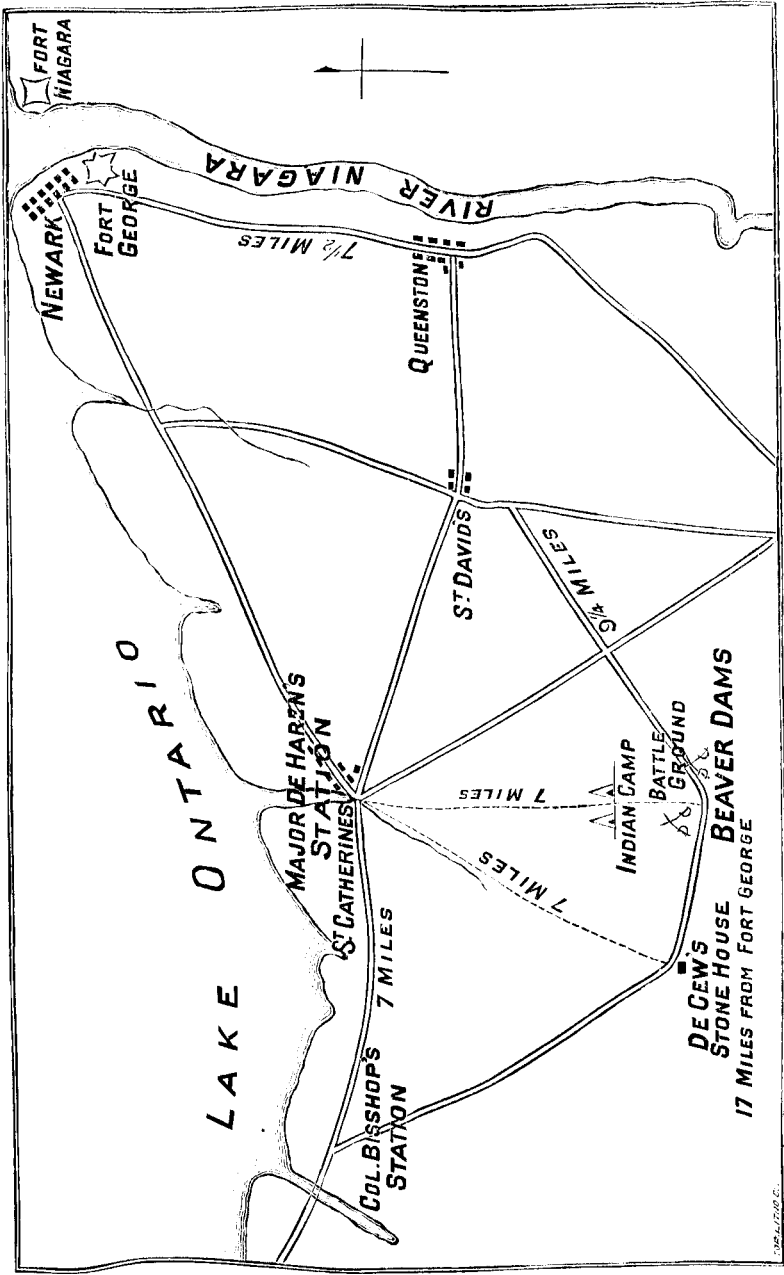 LAKE ONTARIO
FORT
NIAGARA
NEWARK
FORT
GEORGE
RIVER NIAGARA
7½ MILES
QUEENSTON
ST DAVID'S
9¼ MILES
MAJOR DE HAREN'S
STATION
ST CATHERINES
7 MILES
COL. BISSHOP'S
STATION
7 MILES
7 MILES
INDIAN CAMP
BATTLE
GROUND
BEAVER DAMS
DE CEW'S
STONE HOUSE
17 MILES FROM FORT GEORGE